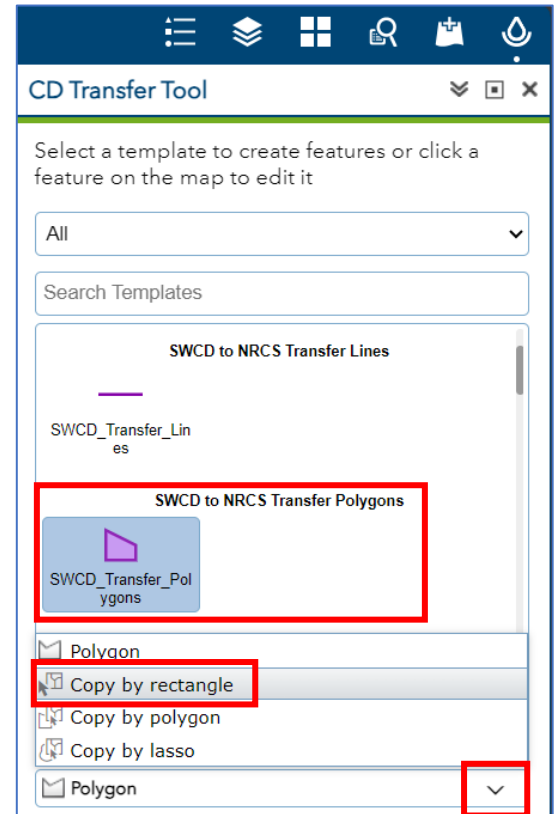 CD Transfer Tool
Select a template to create features or click a
feature on the map to edit it
All
Search Templates
SWCD to NRCS Transfer Lines
SWCD_Transfer_Lin
es
SWCD to NRCS Transfer Polygons
SWCD_Transfer_Pol
ygons
Polygon
Copy by rectangle
Copy by polygon
Copy by lasso
Polygon